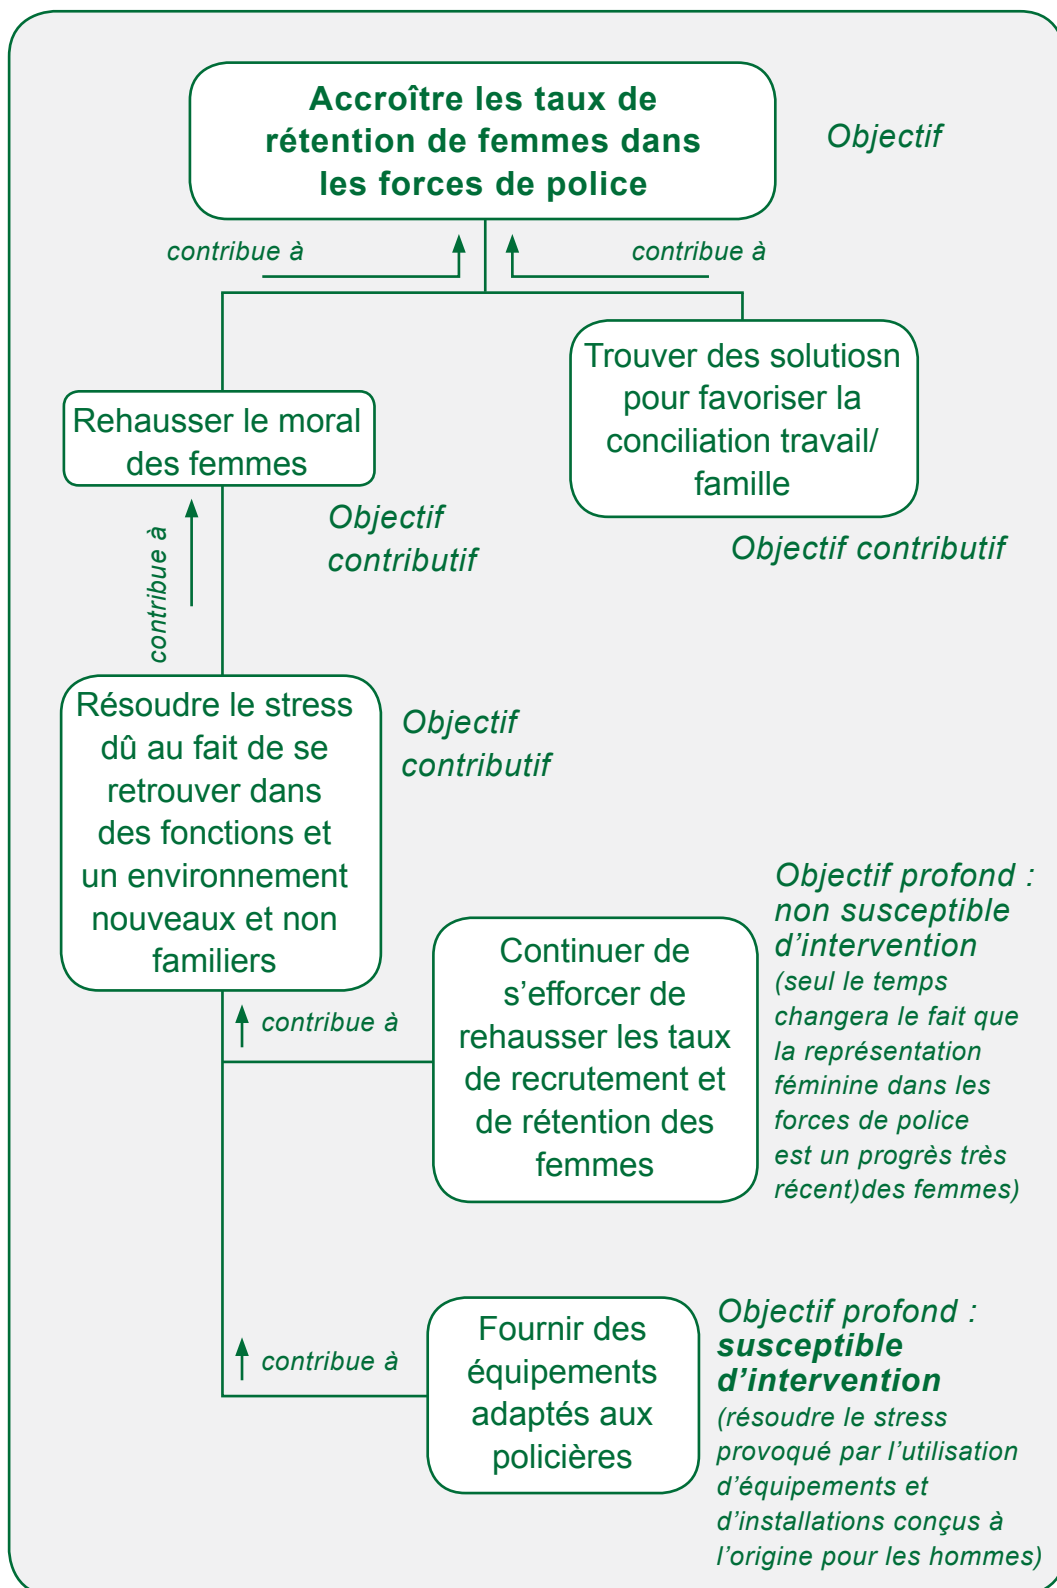 Accroître les taux de
rétention de femmes dans
les forces de police
Objectif
contribue à
contribue à
Trouver des solutiosn
pour favoriser la
conciliation travail/
famille
Rehausser le moral
des femmes
Objectif
contributif
Objectif contributif
contribue à
Résoudre le stress
dû au fait de se
retrouver dans
des fonctions et
un environnement
nouveaux et non
familiers
Objectif
contributif
contribue à
Continuer de
s’efforcer de
rehausser les taux
de recrutement et
de rétention des
femmes
Objectif profond :
non susceptible
d’intervention
(seul le temps
changera le fait que
la représentation
féminine dans les
forces de police
est un progrès très
récent)des femmes)
contribue à
Fournir des
équipements
adaptés aux
policières
Objectif profond :
susceptible
d’intervention
(résoudre le stress
provoqué par l’utilisation
d’équipements et
d’installations conçus à
l’origine pour les hommes)